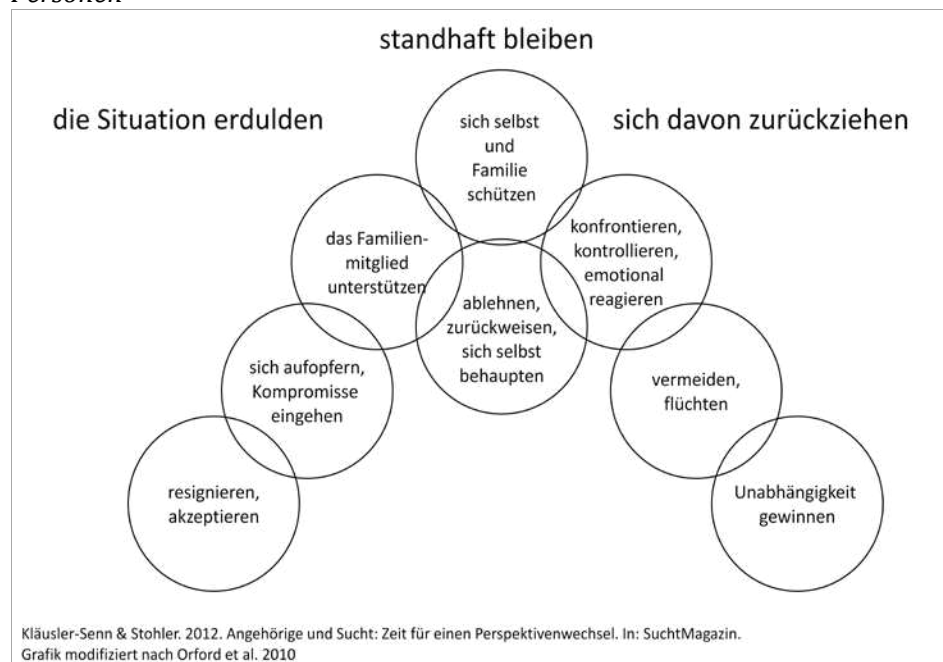 Personen
standhaft bleiben
die Situation erdulden
sich davon zurückziehen
sich selbst
und
Familie
schützen
das Familien-
mitglied
unterstützen
konfrontieren,
kontrollieren,
emotional
reagieren
ablehnen,
zurückweisen,
sich selbst
behaupten
sich aufopfern,
Kompromisse
eingehen
vermeiden,
flüchten
resignieren,
akzeptieren
Unabhängigkeit
gewinnen
Kläusler-Senn & Stohler. 2012. Angehörige und Sucht: Zeit für einen Perspektivenwechsel. In: SuchtMagazin.
Grafik modifiziert nach Orford et al. 2010